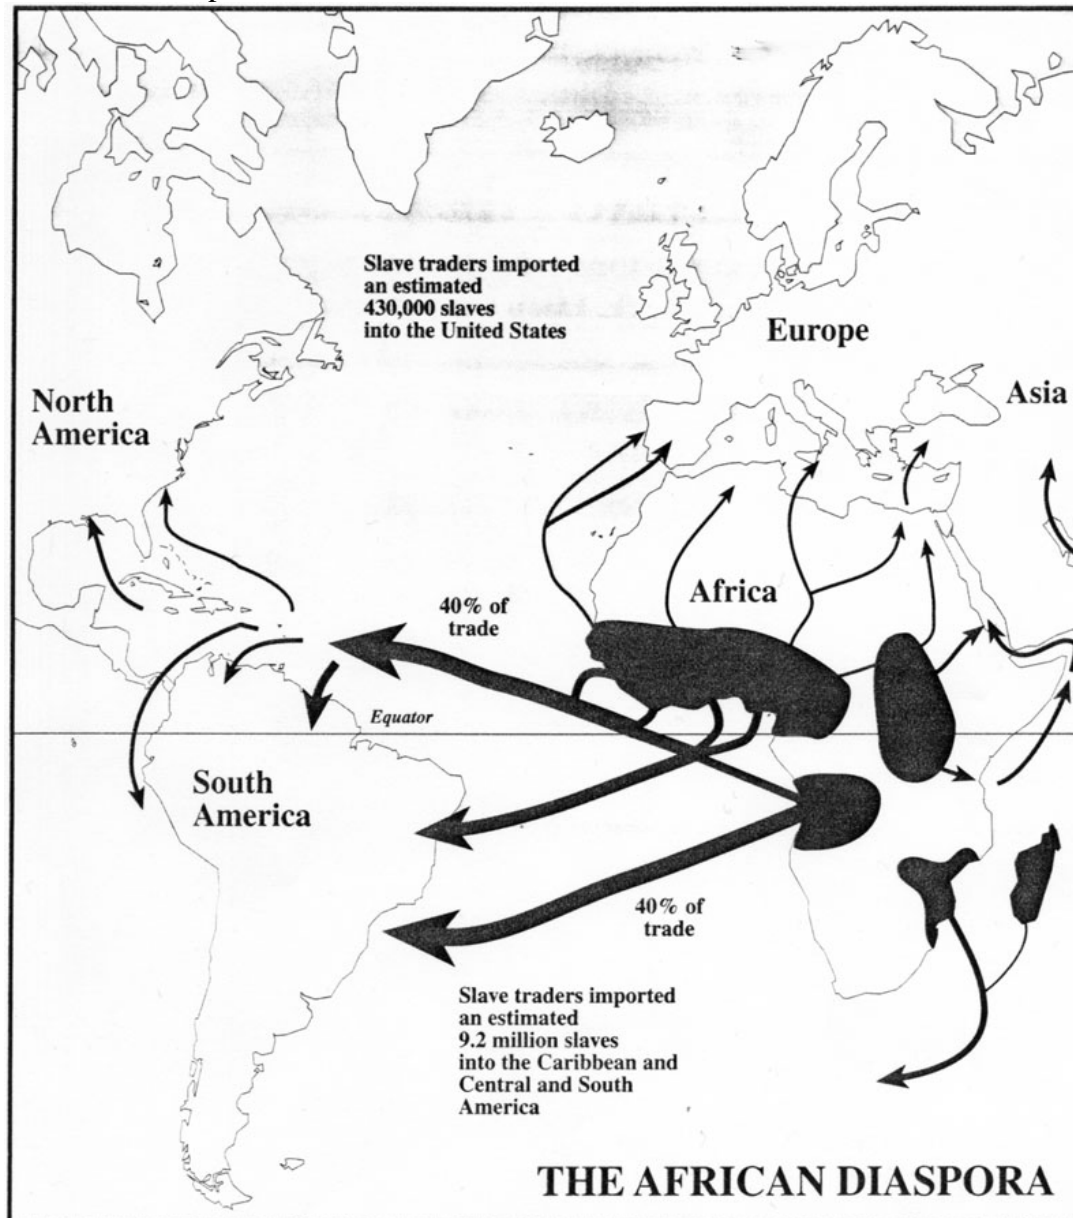 Slave traders imported
an estimated
430,000 slaves
into the United States
Europe
North
America
Asia
Africa
40% of
trade
Equator
South
America
40% of
trade
Slave traders imported
an estimated
9.2 million slaves
into the Caribbean and
Central and South
America
THE AFRICAN DIASPORA